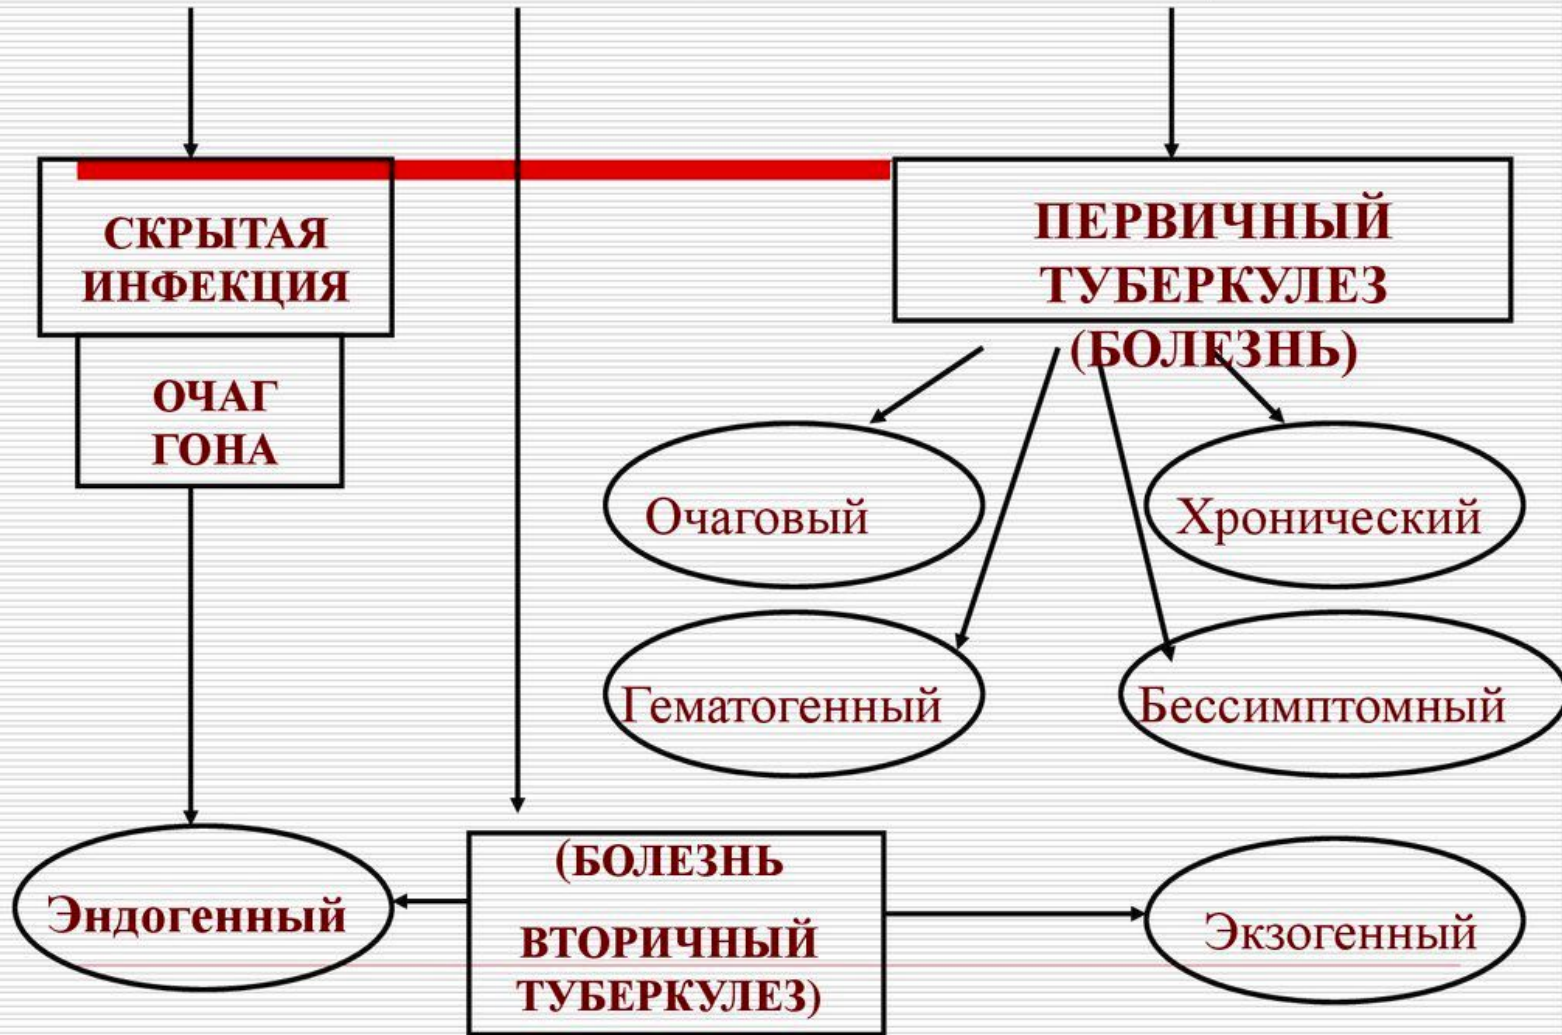 СКРЫТАЯ
ИНФЕКЦИЯ
ОЧАГ
ГОНА
ПЕРВИЧНЫЙ
ТУБЕРКУЛЕЗ
(БОЛЕЗНЬ)
Очаговый
Хронический
Гематогенный
Бессимптомный
Эндогенный
(БОЛЕЗНЬ
ВТОРИЧНЫЙ
ТУБЕРКУЛЕЗ)
Экзогенный